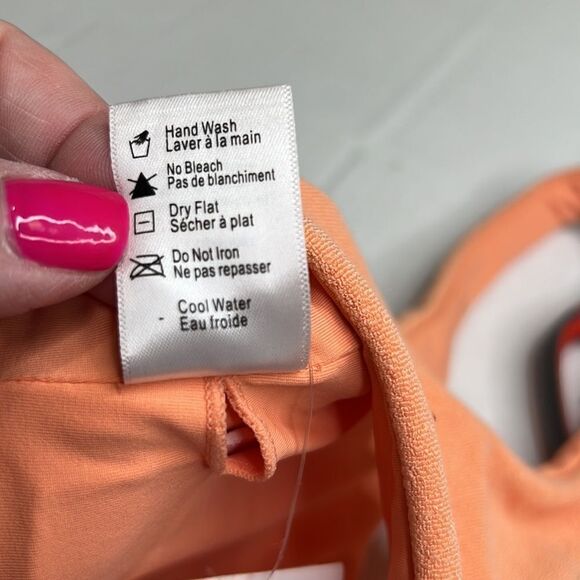 Hand Wash
Laver à la main
No Bleach
Pas de blanchiment
Dry Flat
Sécher à plat
Do Not Iron
Ne pas repasser
- Cool Water
Eau froide